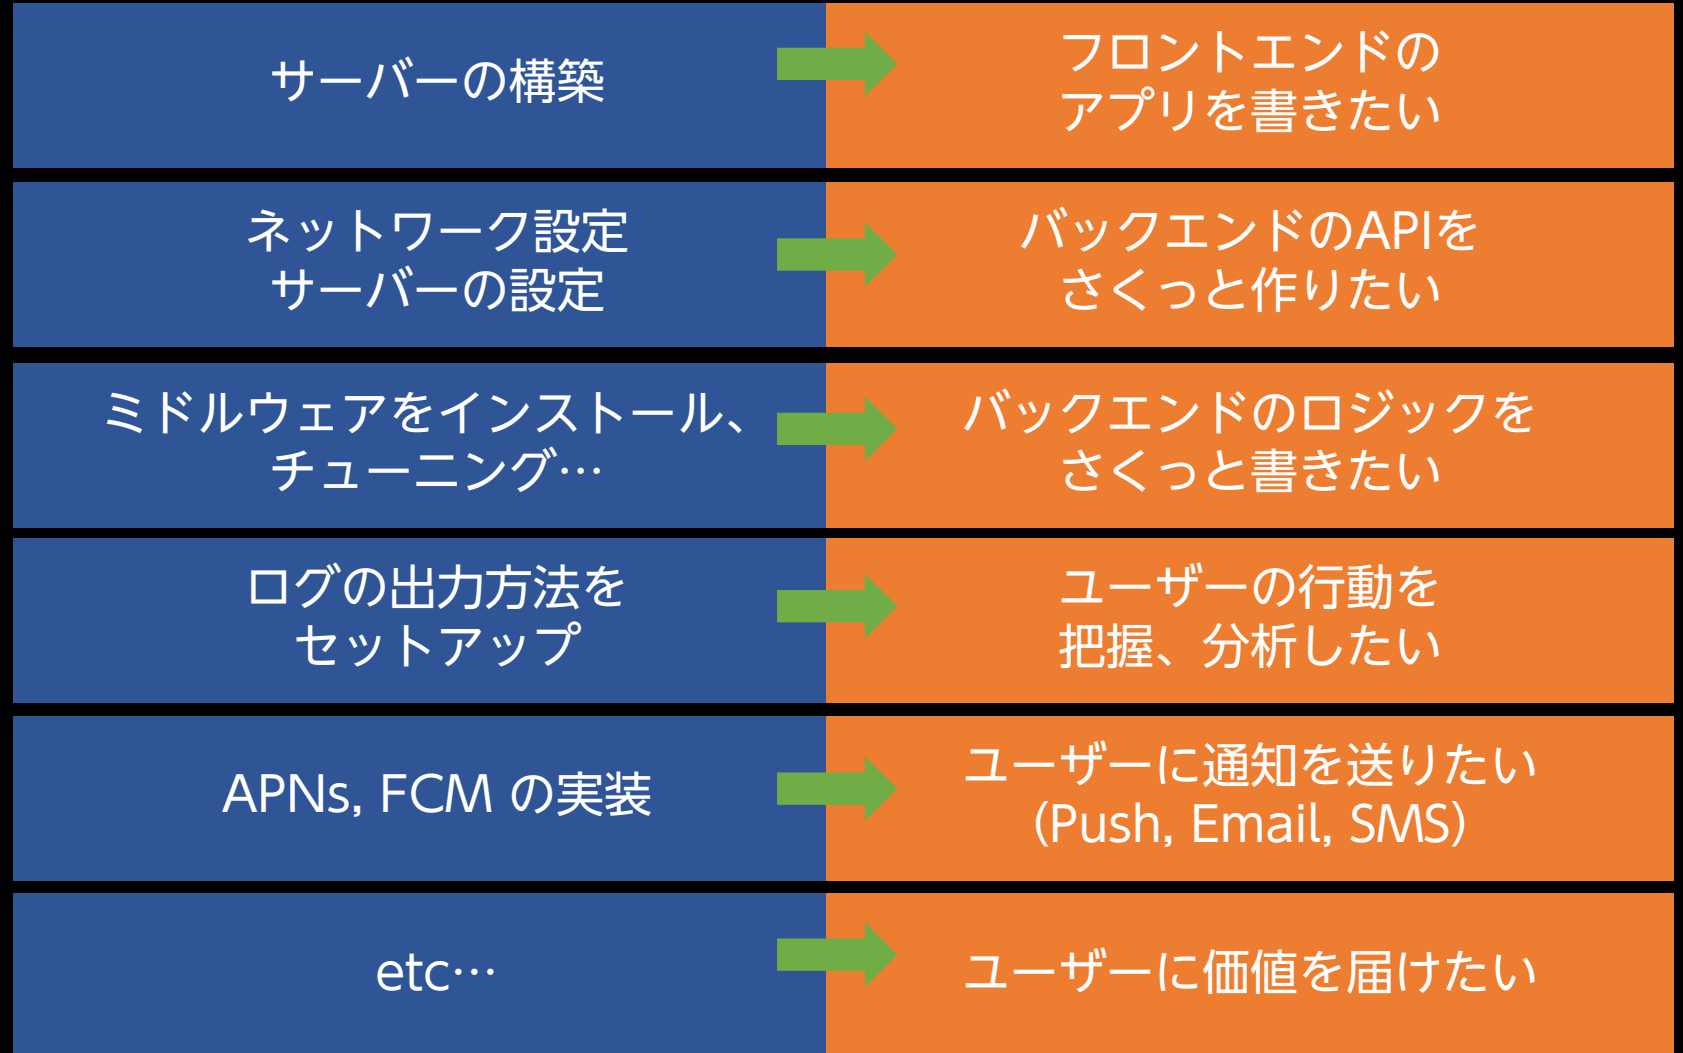 サーバーの構築
フロントエンドの
アプリを書きたい
ネットワーク設定
サーバーの設定
バックエンドのAPIを
さくっと作りたい
ミドルウェアをインストール、
チューニング…
バックエンドのロジックを
さくっと書きたい
ログの出力方法を
セットアップ
ユーザーの行動を
把握、分析したい
APNs, FCM の実装
ユーザーに通知を送りたい
(Push, Email, SMS)
etc…
ユーザーに価値を届けたい